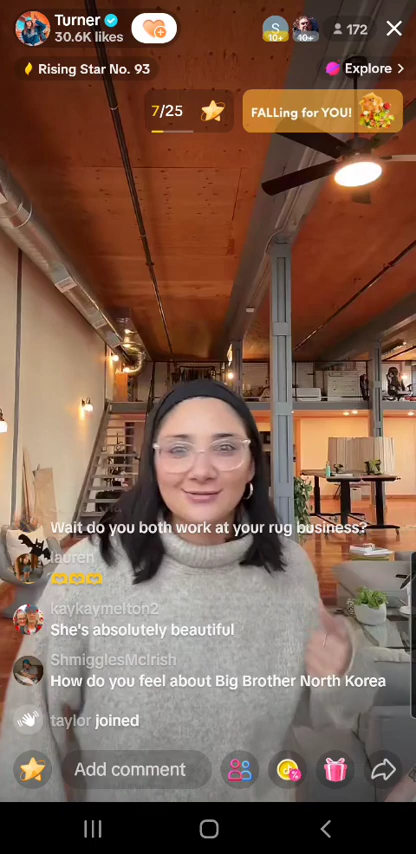 Turner
30.6K likes
S
10+
10+
172
Rising Star No. 93
Explore >
7/25
FALLing for YOU!
Wait do you both work at your rug business?
lauren
kaykaymelton2
She's absolutely beautiful
ShmigglesMcIrish
How do you feel about Big Brother North Korea
taylor joined
Add comment